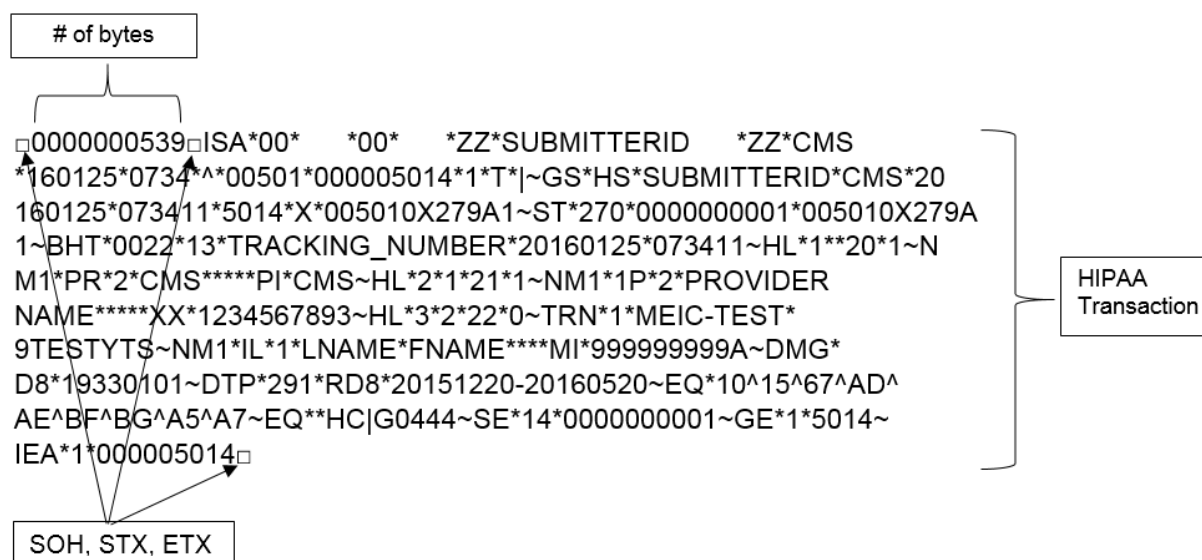 # of bytes
□0000000539□ISA*00*     *00*     *ZZ*SUBMITTERID     *ZZ*CMS
*160125*0734*^*00501*000005014*1*T*|~GS*HS*SUBMITTERID*CMS*20
160125*073411*5014*X*005010X279A1~ST*270*0000000001*005010X279A
1~BHT*0022*13*TRACKING_NUMBER*20160125*073411~HL*1**20*1~N
M1*PR*2*CMS*****PI*CMS~HL*2*1*21*1~NM1*1P*2*PROVIDER
NAME*****XX*1234567893~HL*3*2*22*0~TRN*1*MEIC-TEST*
9TESTYTS~NM1*IL*1*LNAME*FNAME****MI*999999999A~DMG*
D8*19330101~DTP*291*RD8*20151220-20160520~EQ*10^15^67^AD^
AE^BF^BG^A5^A7~EQ**HC|G0444~SE*14*0000000001~GE*1*5014~
IEA*1*000005014□
HIPAA
Transaction
SOH, STX, ETX